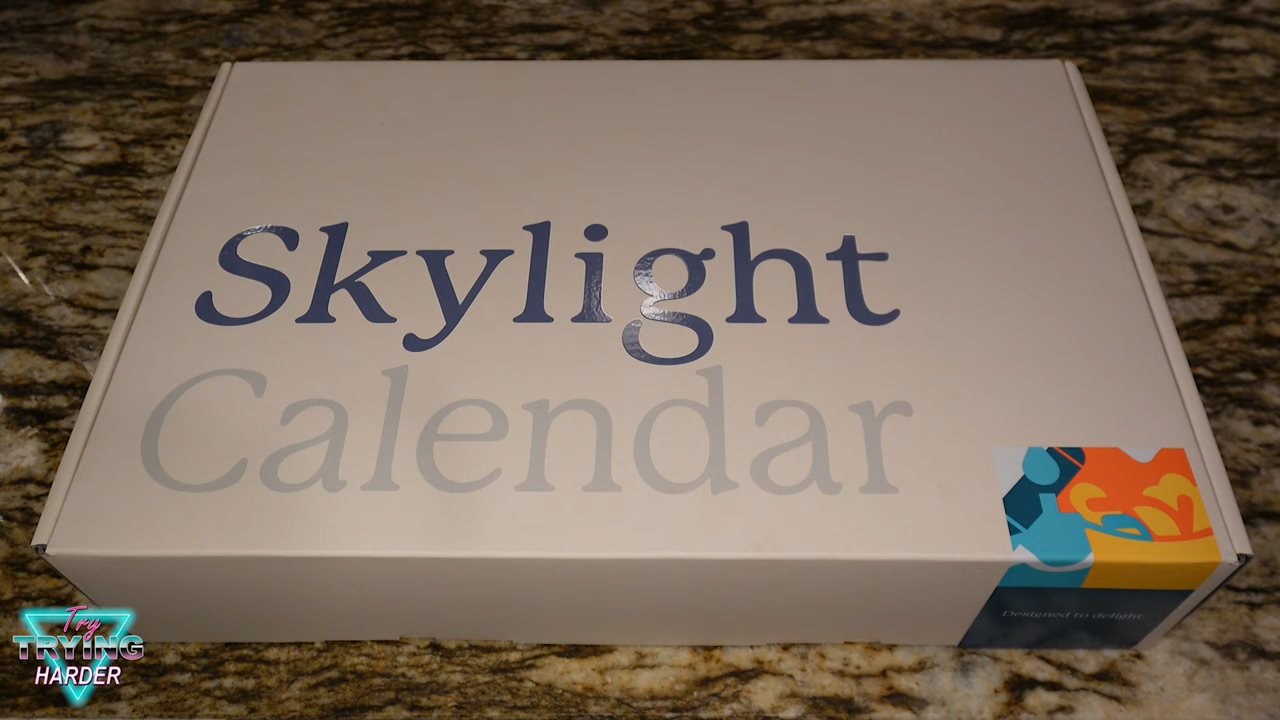 Skylight
Calendar
Designed to delight.
Try
TRYING
HARDER